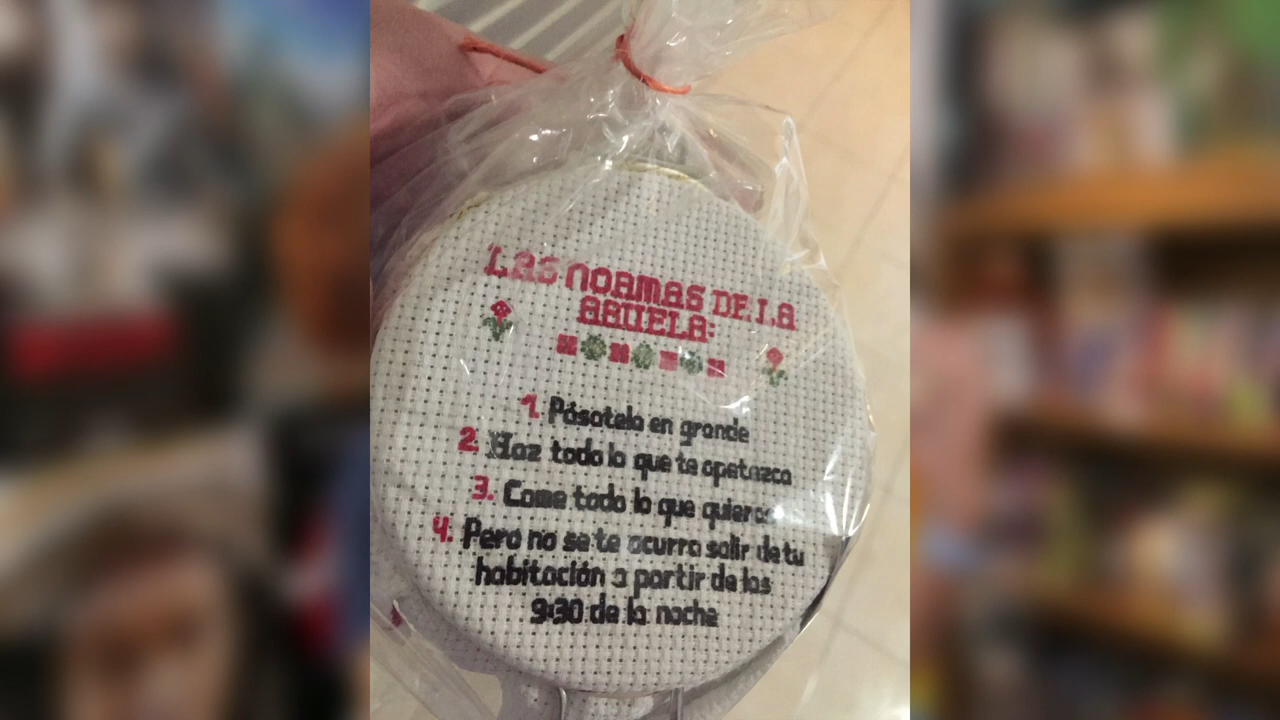 LAS NORMAS DE LA
ABUELA:
1. Pásatelo en grande
2. Haz todo lo que te apetezca
3. Come todo lo que quieras
4. Pero no se te ocurra salir de tu
habitación a partir de las
9:30 de la noche